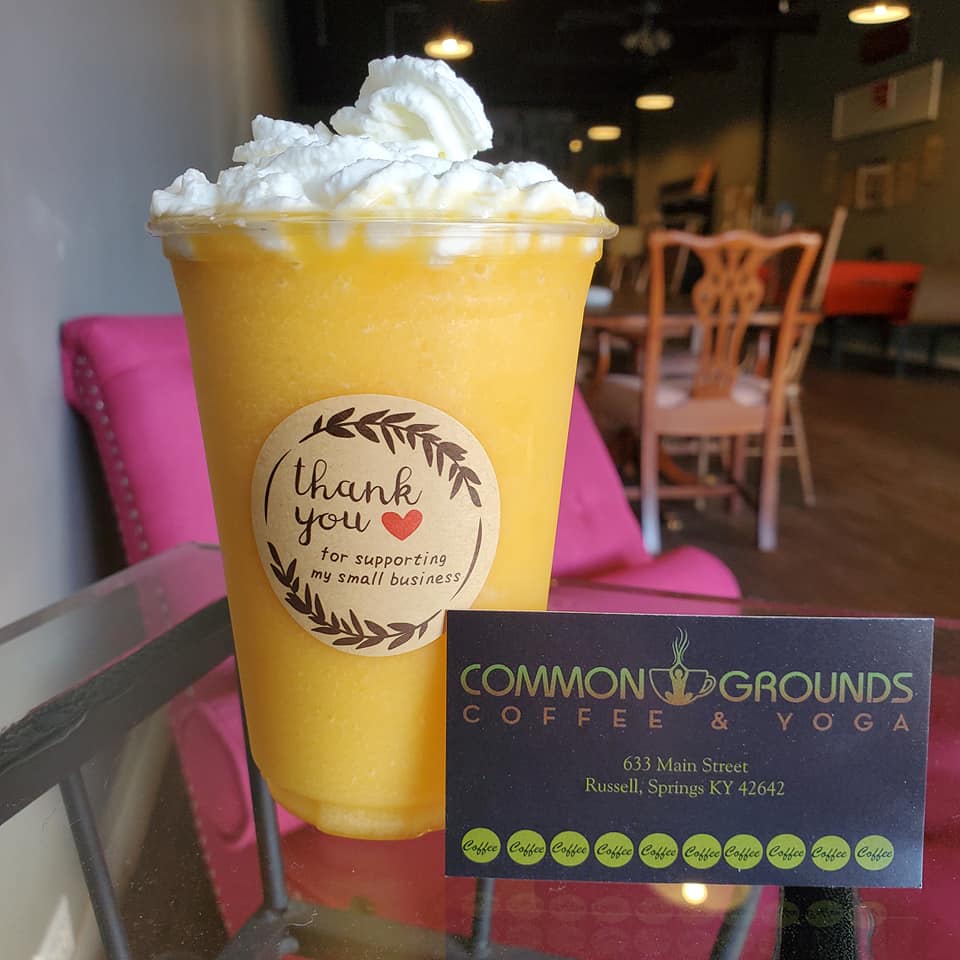 thank
you
for supporting
my small business
COMMON GROUNDS
COFFEE & YOGA
633 Main Street
Russell, Springs KY 42642
Coffee Coffee Coffee Coffee Coffee Coffee Coffee Coffee Coffee Coffee